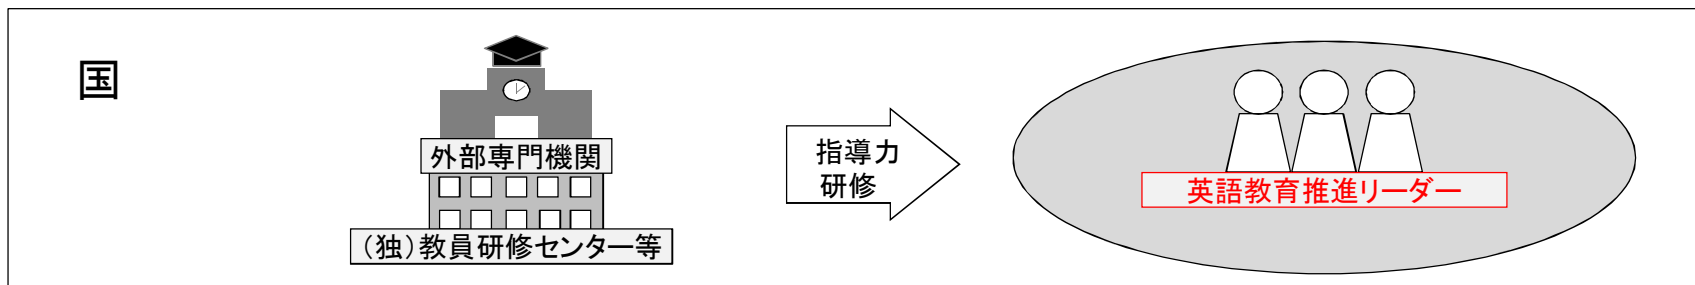 国
外部専門機関
（独）教員研修センター等
指導力
研修
英語教育推進リーダー